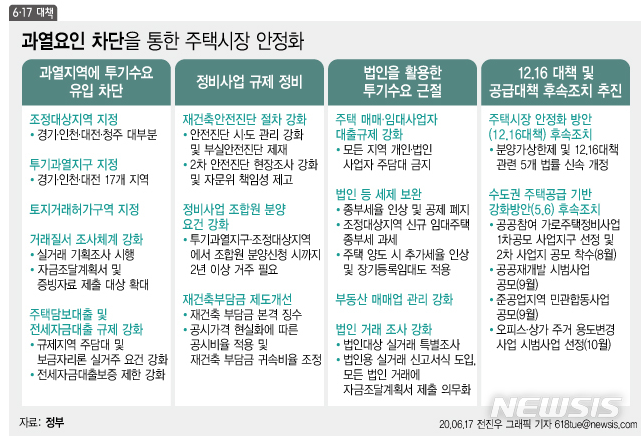 6·17 대책
과열요인 차단을 통한 주택시장 안정화
과열지역에 투기수요
유입 차단
조정대상지역 지정
• 경기·인천·대전·청주 대부분
투기과열지구 지정
• 경기·인천·대전 17개 지역
토지거래허가구역 지정
거래질서 조사체계 강화
• 실거래 기획조사 시행
• 자금조달계획서 및
증빙자료 제출 대상 확대
주택담보대출 및
전세자금대출 규제 강화
• 규제지역 주담대 및
보금자리론 실거주 요건 강화
• 전세자금대출보증 제한 강화
정비사업 규제 정비
재건축안전진단 절차 강화
• 안전진단 시·도 관리 강화
및 부실안전진단 제재
• 2차 안전진단 현장조사 강화
및 자문위 책임성 제고
정비사업 조합원 분양
요건 강화
• 투기과열지구·조정대상지역
에서 조합원 분양신청 시까지
2년 이상 거주 필요
재건축부담금 제도개선
• 재건축 부담금 본격 징수
• 공시가격 현실화에 따른
공시비율 적용 및
재건축 부담금 귀속비율 조정
법인을 활용한
투기수요 근절
주택 매매·임대사업자
대출규제 강화
• 모든 지역 개인·법인
사업자 주담대 금지
법인 등 세제 보완
• 종부세율 인상 및 공제 폐지
• 조정대상지역 신규 임대주택
종부세 과세
• 주택 양도 시 추가세율 인상
및 장기등록임대도 적용
부동산 매매업 관리 강화
법인 거래 조사 강화
• 법인대상 실거래 특별조사
• 법인용 실거래 신고서식 도입,
모든 법인 거래에
자금조달계획서 제출 의무화
12.16 대책 및
공급대책 후속조치 추진
주택시장 안정화 방안
(12.16대책) 후속조치
• 분양가상한제 및 12.16대책
관련 5개 법률 신속 개정
수도권 주택공급 기반
강화방안(5.6) 후속조치
• 공공참여 가로주택정비사업
1차공모 사업지구 선정 및
2차 사업지 공모 착수(8월)
• 공공재개발 시범사업
공모(9월)
• 준공업지역 민관합동사업
공모(9월)
• 오피스·상가 주거 용도변경
사업 시범사업 선정(10월)
NEWSIS
자료: 정부
20.06.17 전진우 그래픽 기자 618tue@newsis.com